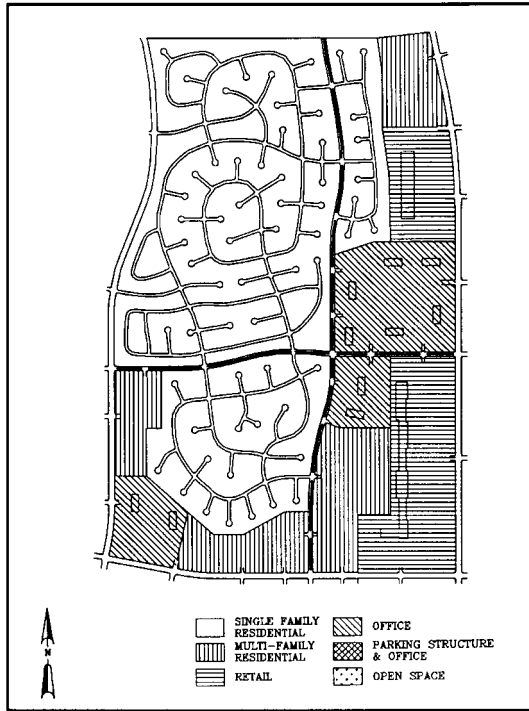 N
SINGLE FAMILY
RESIDENTIAL
MULTI-FAMILY
RESIDENTIAL
RETAIL
OFFICE
PARKING STRUCTURE
& OFFICE
OPEN SPACE